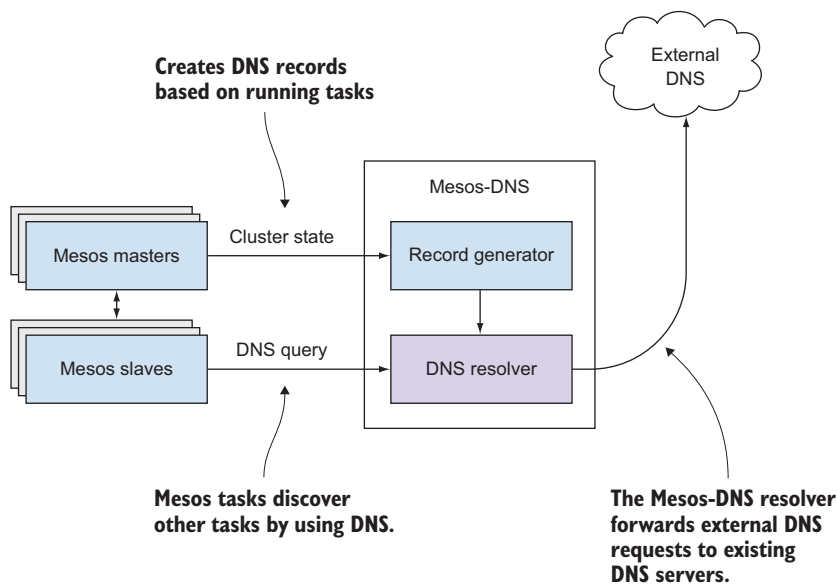 Creates DNS records
based on running tasks
External
DNS
Mesos-DNS
Mesos masters
Cluster state
Record generator
Mesos slaves
DNS query
DNS resolver
Mesos tasks discover
other tasks by using DNS.
The Mesos-DNS resolver
forwards external DNS
requests to existing
DNS servers.